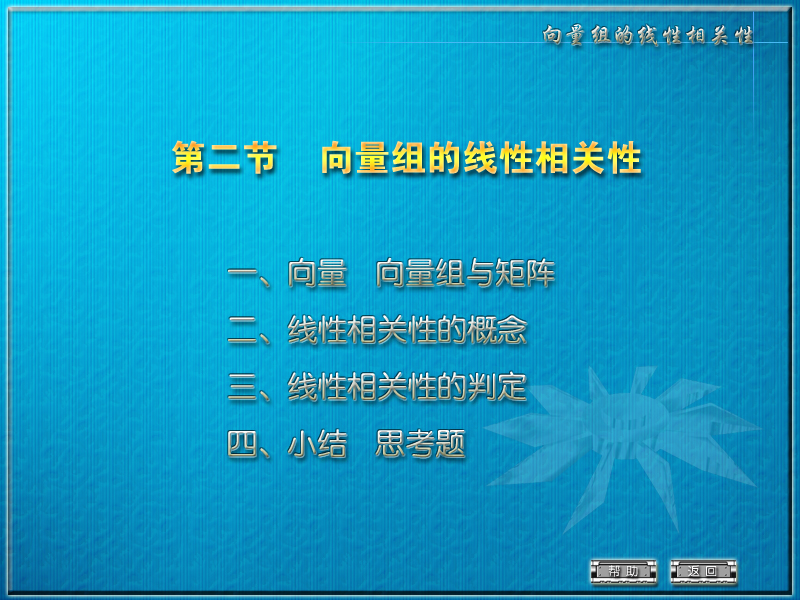 向量组的线性相关性
第二节 向量组的线性相关性
一、向量 向量组与矩阵
二、线性相关性的概念
三、线性相关性的判定
四、小结 思考题
帮助 返回